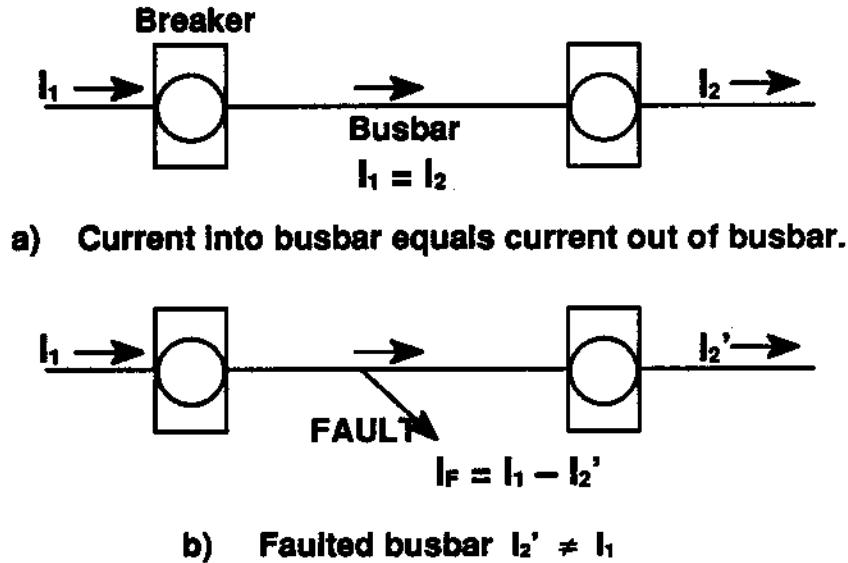 Breaker
I₁
I₂
Busbar
I₁ = I₂
a) Current into busbar equals current out of busbar.
I₁
I₂'
FAULT
I_F = I₁ – I₂'
b) Faulted busbar I₂' ≠ I₁